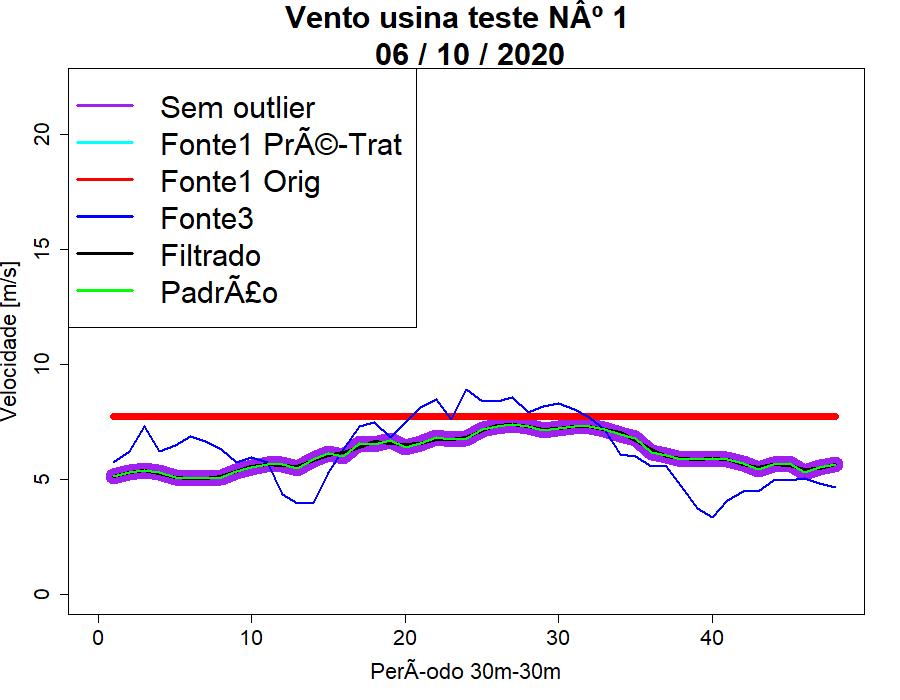 Vento usina teste NÂº 1
06 / 10 / 2020
Sem outlier
Fonte1 PrÃ©-Trat
Fonte1 Orig
Fonte3
Filtrado
PadrÃ£o
Velocidade [m/s]
20
15
10
5
0
0 10 20 30 40
PerÃ-odo 30m-30m